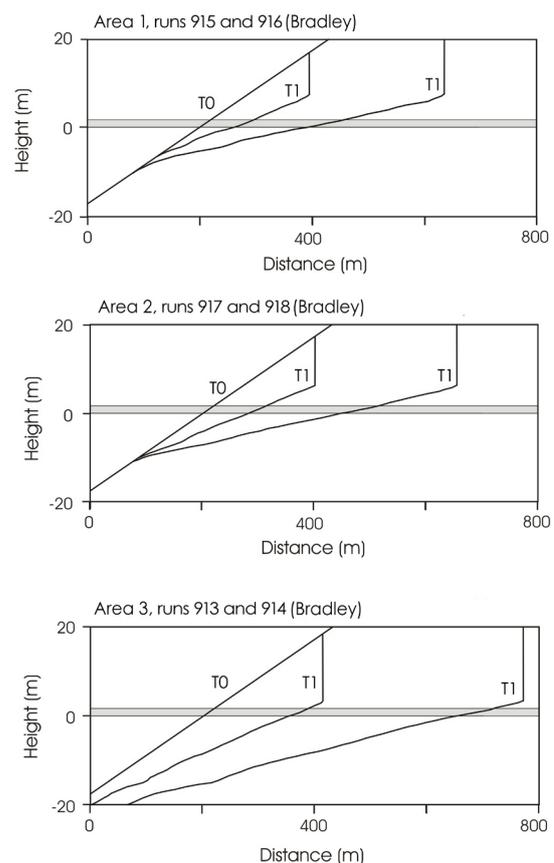 Area 1, runs 915 and 916 (Bradley)
20
T0
T1
T1
0
Height (m)
-20
0
400
800
Distance (m)
Area 2, runs 917 and 918 (Bradley)
20
T0
T1
T1
0
Height (m)
-20
0
400
800
Distance (m)
Area 3, runs 913 and 914 (Bradley)
20
T0
T1
T1
0
Height (m)
-20
0
400
800
Distance (m)